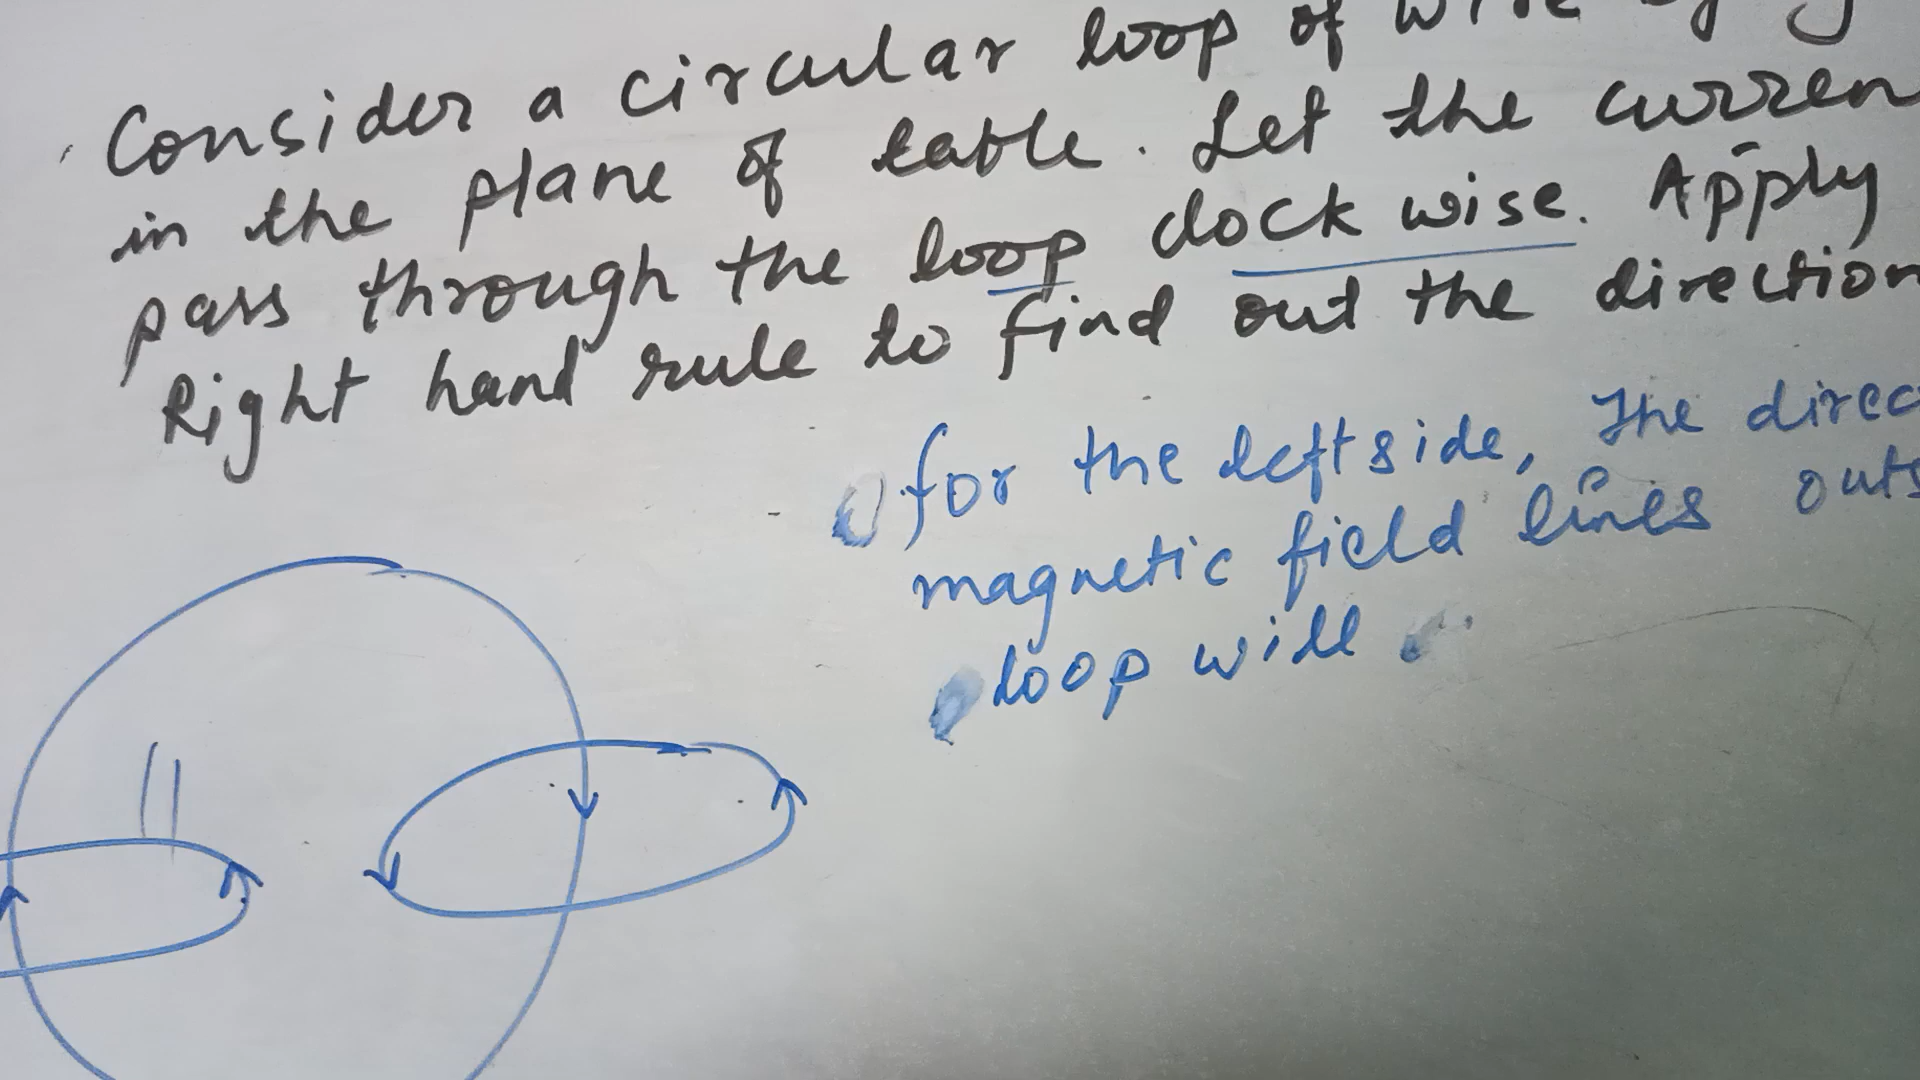 Consider a circular loop of wire
in the plane of table. Let the curren
pass through the loop clock wise. Apply
Right hand rule to find out the direction
for the left side, The direc
magnetic field lines outs
loop will